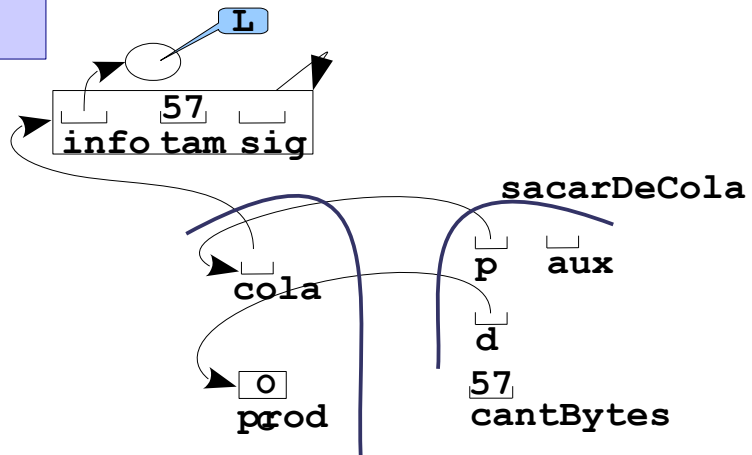 L
57
info tam sig
sacarDeCola
p aux
cola
d
O
prod
57
cantBytes